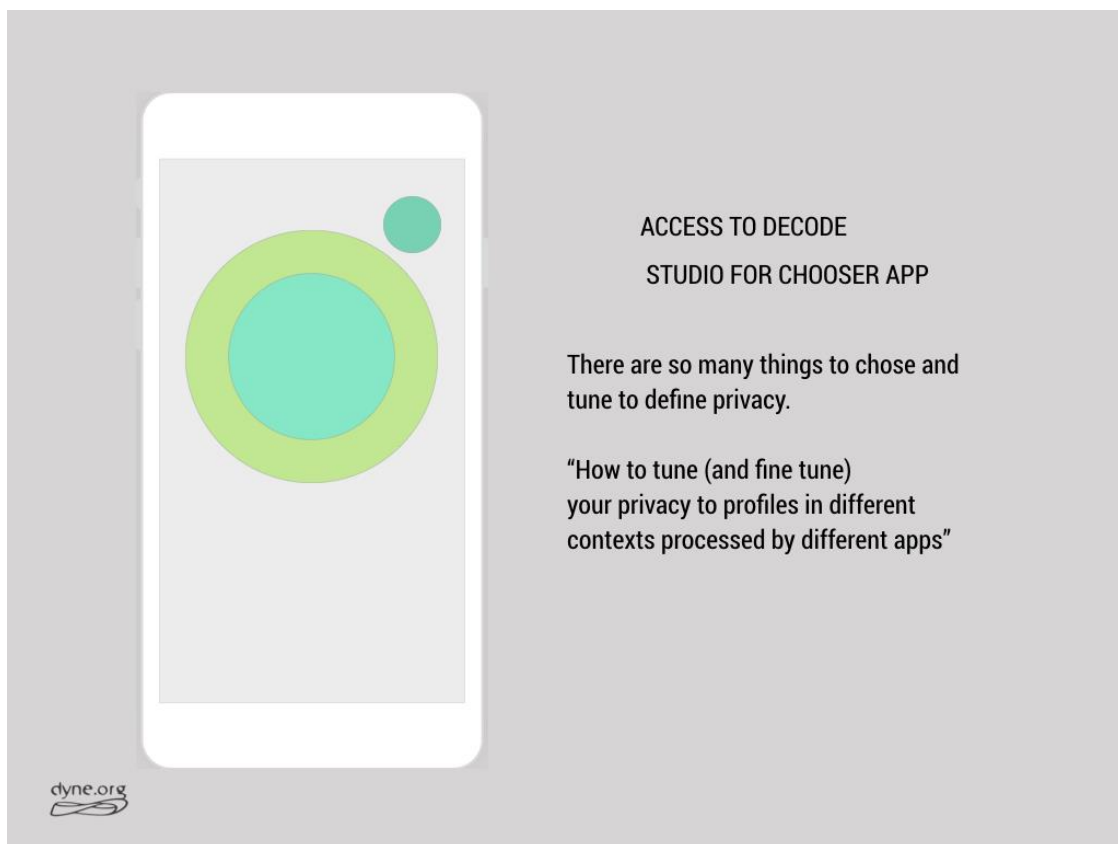 ACCESS TO DECODE
STUDIO FOR CHOOSER APP
There are so many things to chose and
tune to define privacy.
“How to tune (and fine tune)
your privacy to profiles in different
contexts processed by different apps”
dyne.org